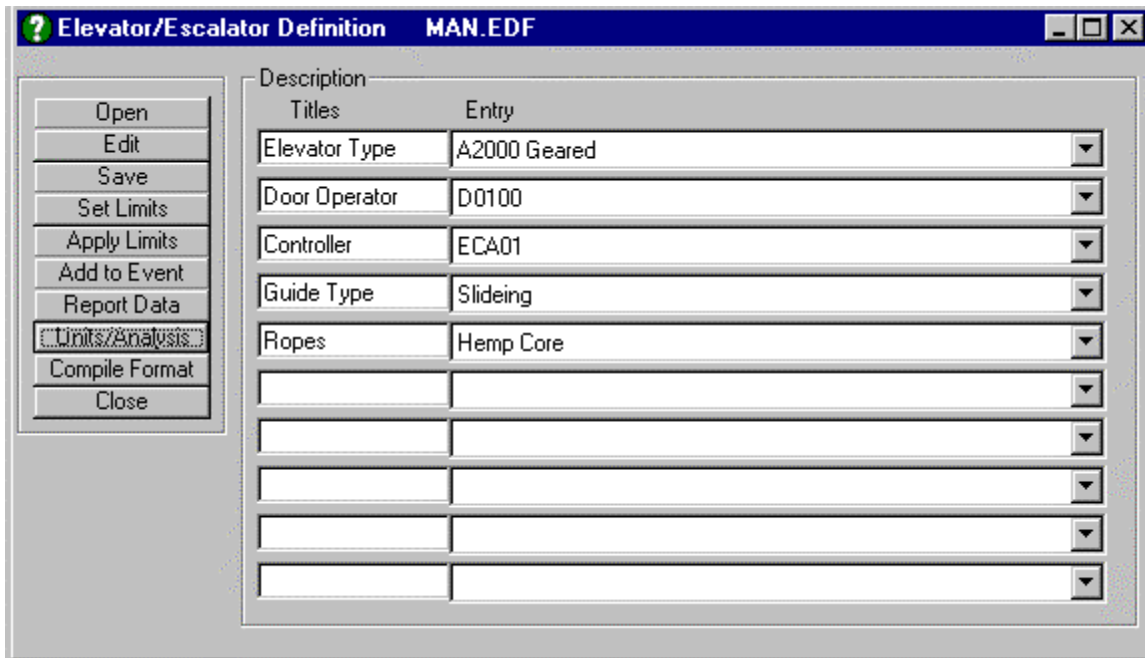 Elevator/Escalator Definition MAN.EDF
Open
Edit
Save
Set Limits
Apply Limits
Add to Event
Report Data
Units/Analysis
Compile Format
Close
Description
Titles Entry
Elevator Type A2000 Geared
Door Operator D0100
Controller ECA01
Guide Type Slideing
Ropes Hemp Core